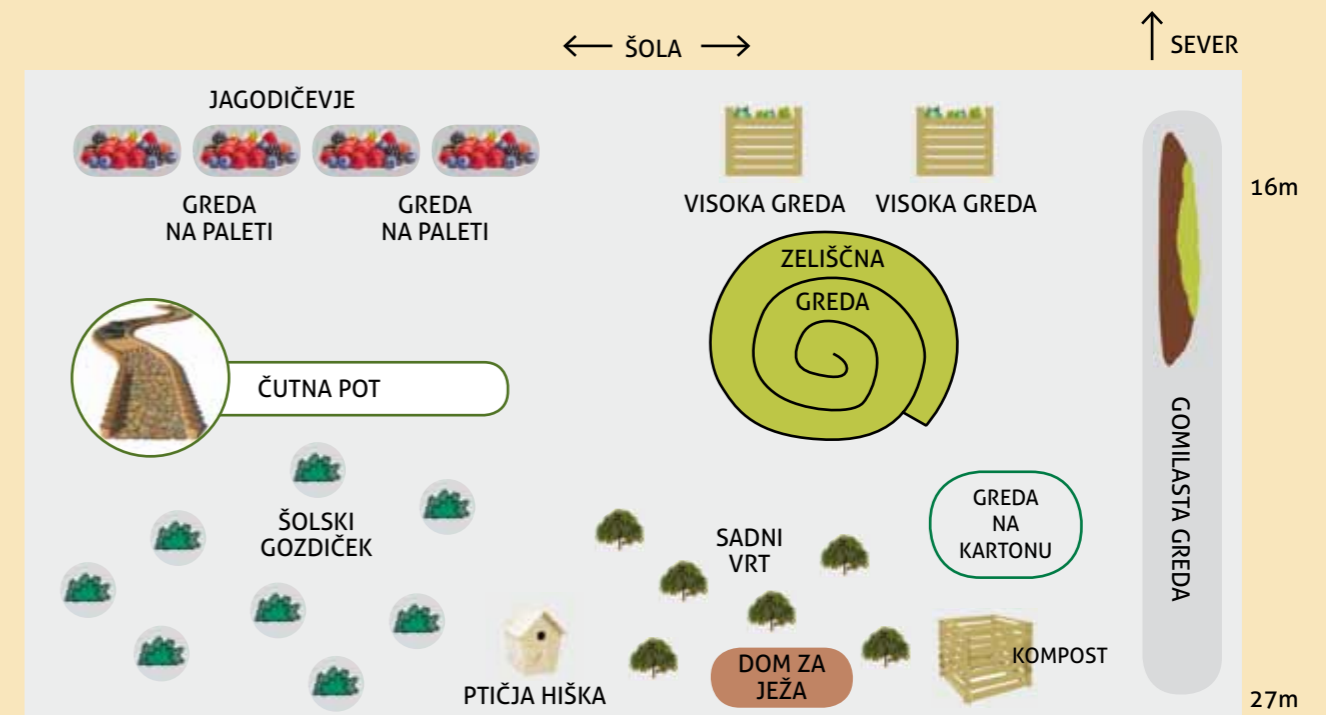 ŠOLA
SEVER
JAGODIČEVJE
GREDA
NA PALETI
GREDA
NA PALETI
VISOKA GREDA
VISOKA GREDA
16m
ZELIŠČNA
GREDA
ČUTNA POT
GOMILASTA GREDA
ŠOLSKI
GOZDIČEK
SADNI
VRT
GREDA
NA
KARTONU
PTIČJA HIŠKA
DOM ZA
JEŽA
KOMPOST
27m